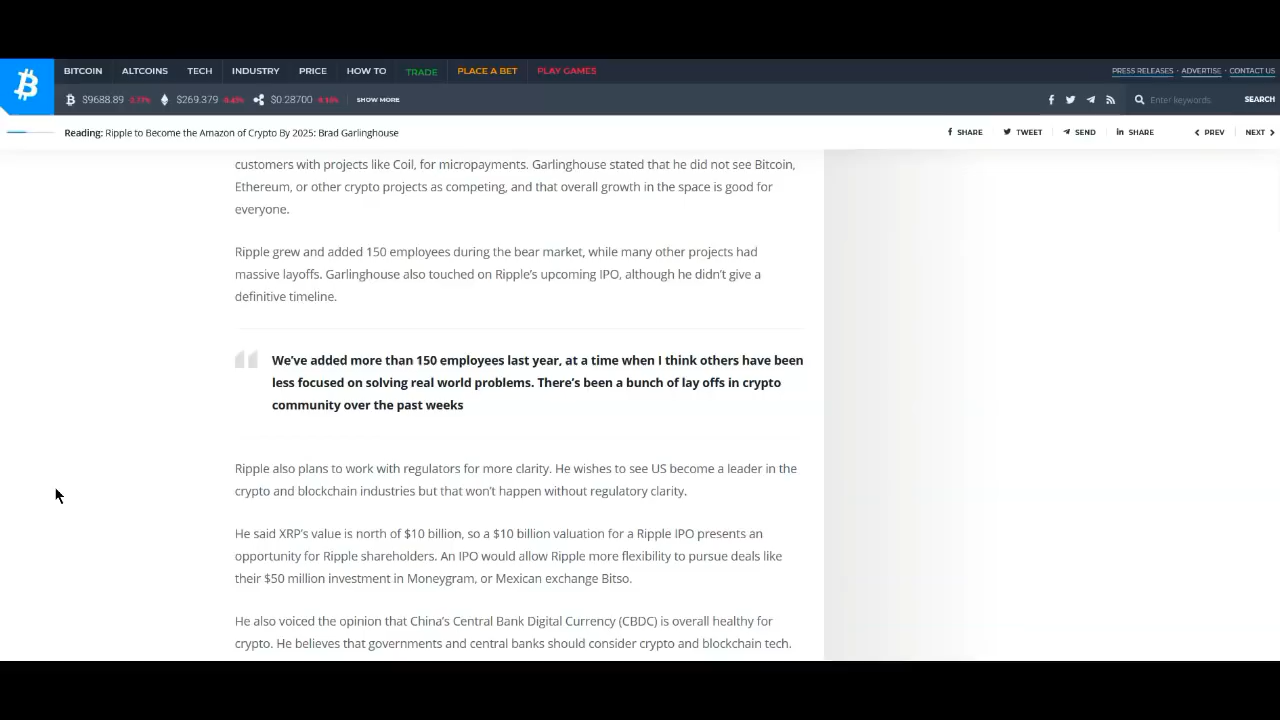 BITCOIN ALTCOINS TECH INDUSTRY PRICE HOW TO TRADE PLACE A BET PLAY GAMES PRESS RELEASES · ADVERTISE · CONTACT US
$9688.89 $269.379 $0.28700 SHOW MORE Enter keywords. SEARCH
Reading: Ripple to Become the Amazon of Crypto By 2025: Brad Garlinghouse SHARE TWEET SEND SHARE PREV NEXT
customers with projects like Coil, for micropayments. Garlinghouse stated that he did not see Bitcoin,
Ethereum, or other crypto projects as competing, and that overall growth in the space is good for
everyone.
Ripple grew and added 150 employees during the bear market, while many other projects had
massive layoffs. Garlinghouse also touched on Ripple's upcoming IPO, although he didn't give a
definitive timeline.
We've added more than 150 employees last year, at a time when I think others have been
less focused on solving real world problems. There's been a bunch of lay offs in crypto
community over the past weeks
Ripple also plans to work with regulators for more clarity. He wishes to see US become a leader in the
crypto and blockchain industries but that won't happen without regulatory clarity.
He said XRP's value is north of $10 billion, so a $10 billion valuation for a Ripple IPO presents an
opportunity for Ripple shareholders. An IPO would allow Ripple more flexibility to pursue deals like
their $50 million investment in Moneygram, or Mexican exchange Bitso.
He also voiced the opinion that China's Central Bank Digital Currency (CBDC) is overall healthy for
crypto. He believes that governments and central banks should consider crypto and blockchain tech.